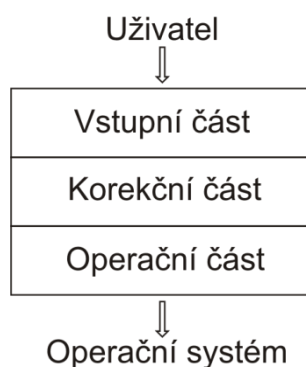 Uživatel
Vstupní část
Korekční část
Operační část
Operační systém